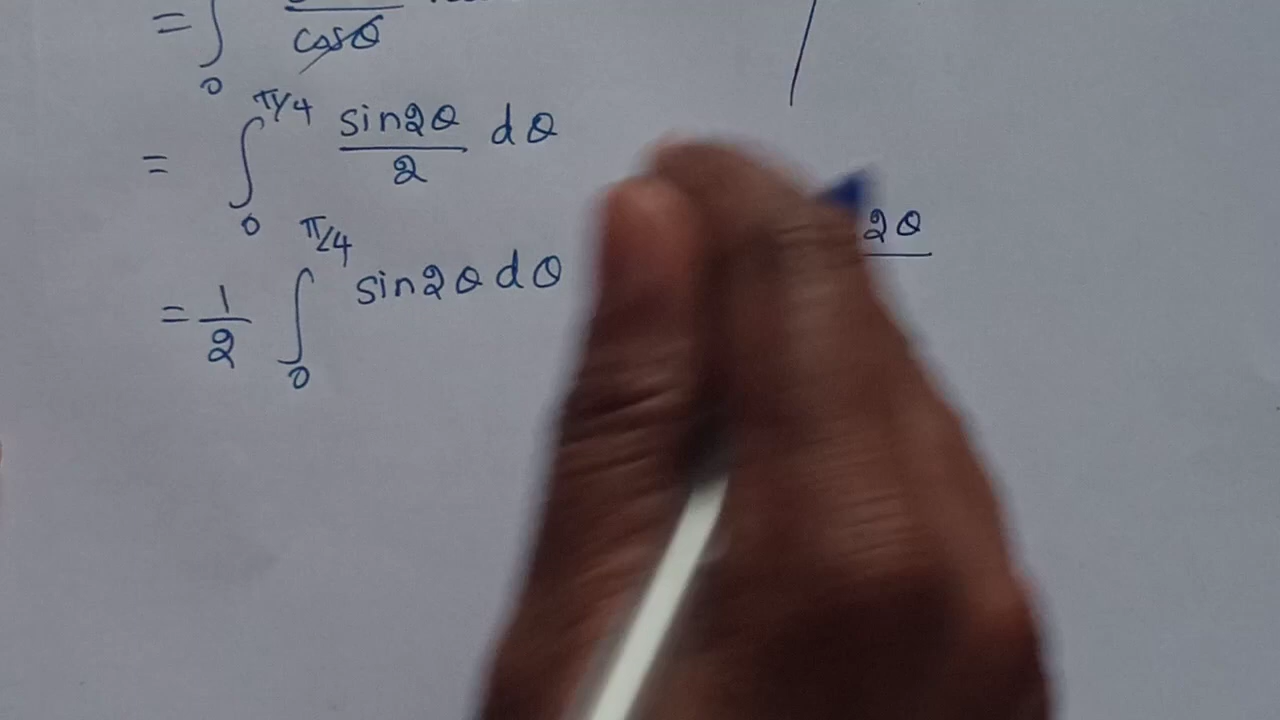 = ∫ 0 cosθ
= ∫ 0 π/4 sin2θ / 2 dθ
2θ
= 1/2 ∫ 0 π/4 sin2θ dθ